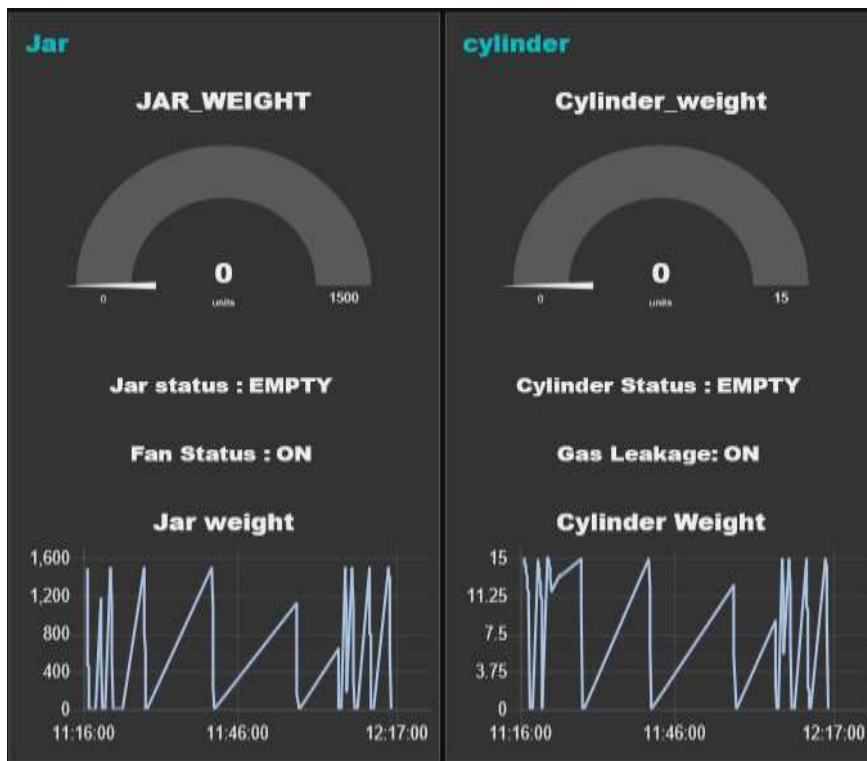 Jar
JAR_WEIGHT
0
units
0
1500
Jar status : EMPTY
Fan Status : ON
Jar weight
1,600
1,200
800
400
0
11:16:00
11:46:00
12:17:00
cylinder
Cylinder_weight
0
units
0
15
Cylinder Status : EMPTY
Gas Leakage: ON
Cylinder Weight
15
11.25
7.5
3.75
0
11:16:00
11:46:00
12:17:00